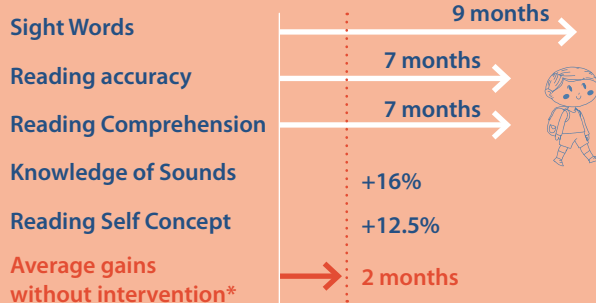 9 months
Sight Words
7 months
Reading accuracy
7 months
Reading Comprehension
Knowledge of Sounds
+16%
Reading Self Concept
+12.5%
Average gains
without intervention*
2 months